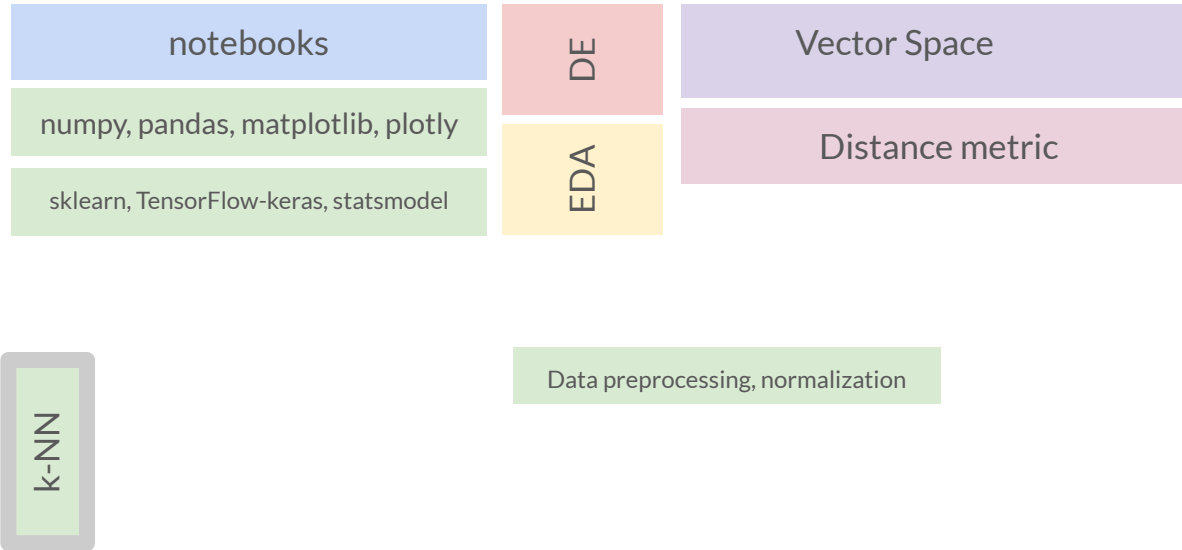 notebooks
numpy, pandas, matplotlib, plotly
sklearn, TensorFlow-keras, statsmodel
DE
EDA
Vector Space
Distance metric
Data preprocessing, normalization
k-NN